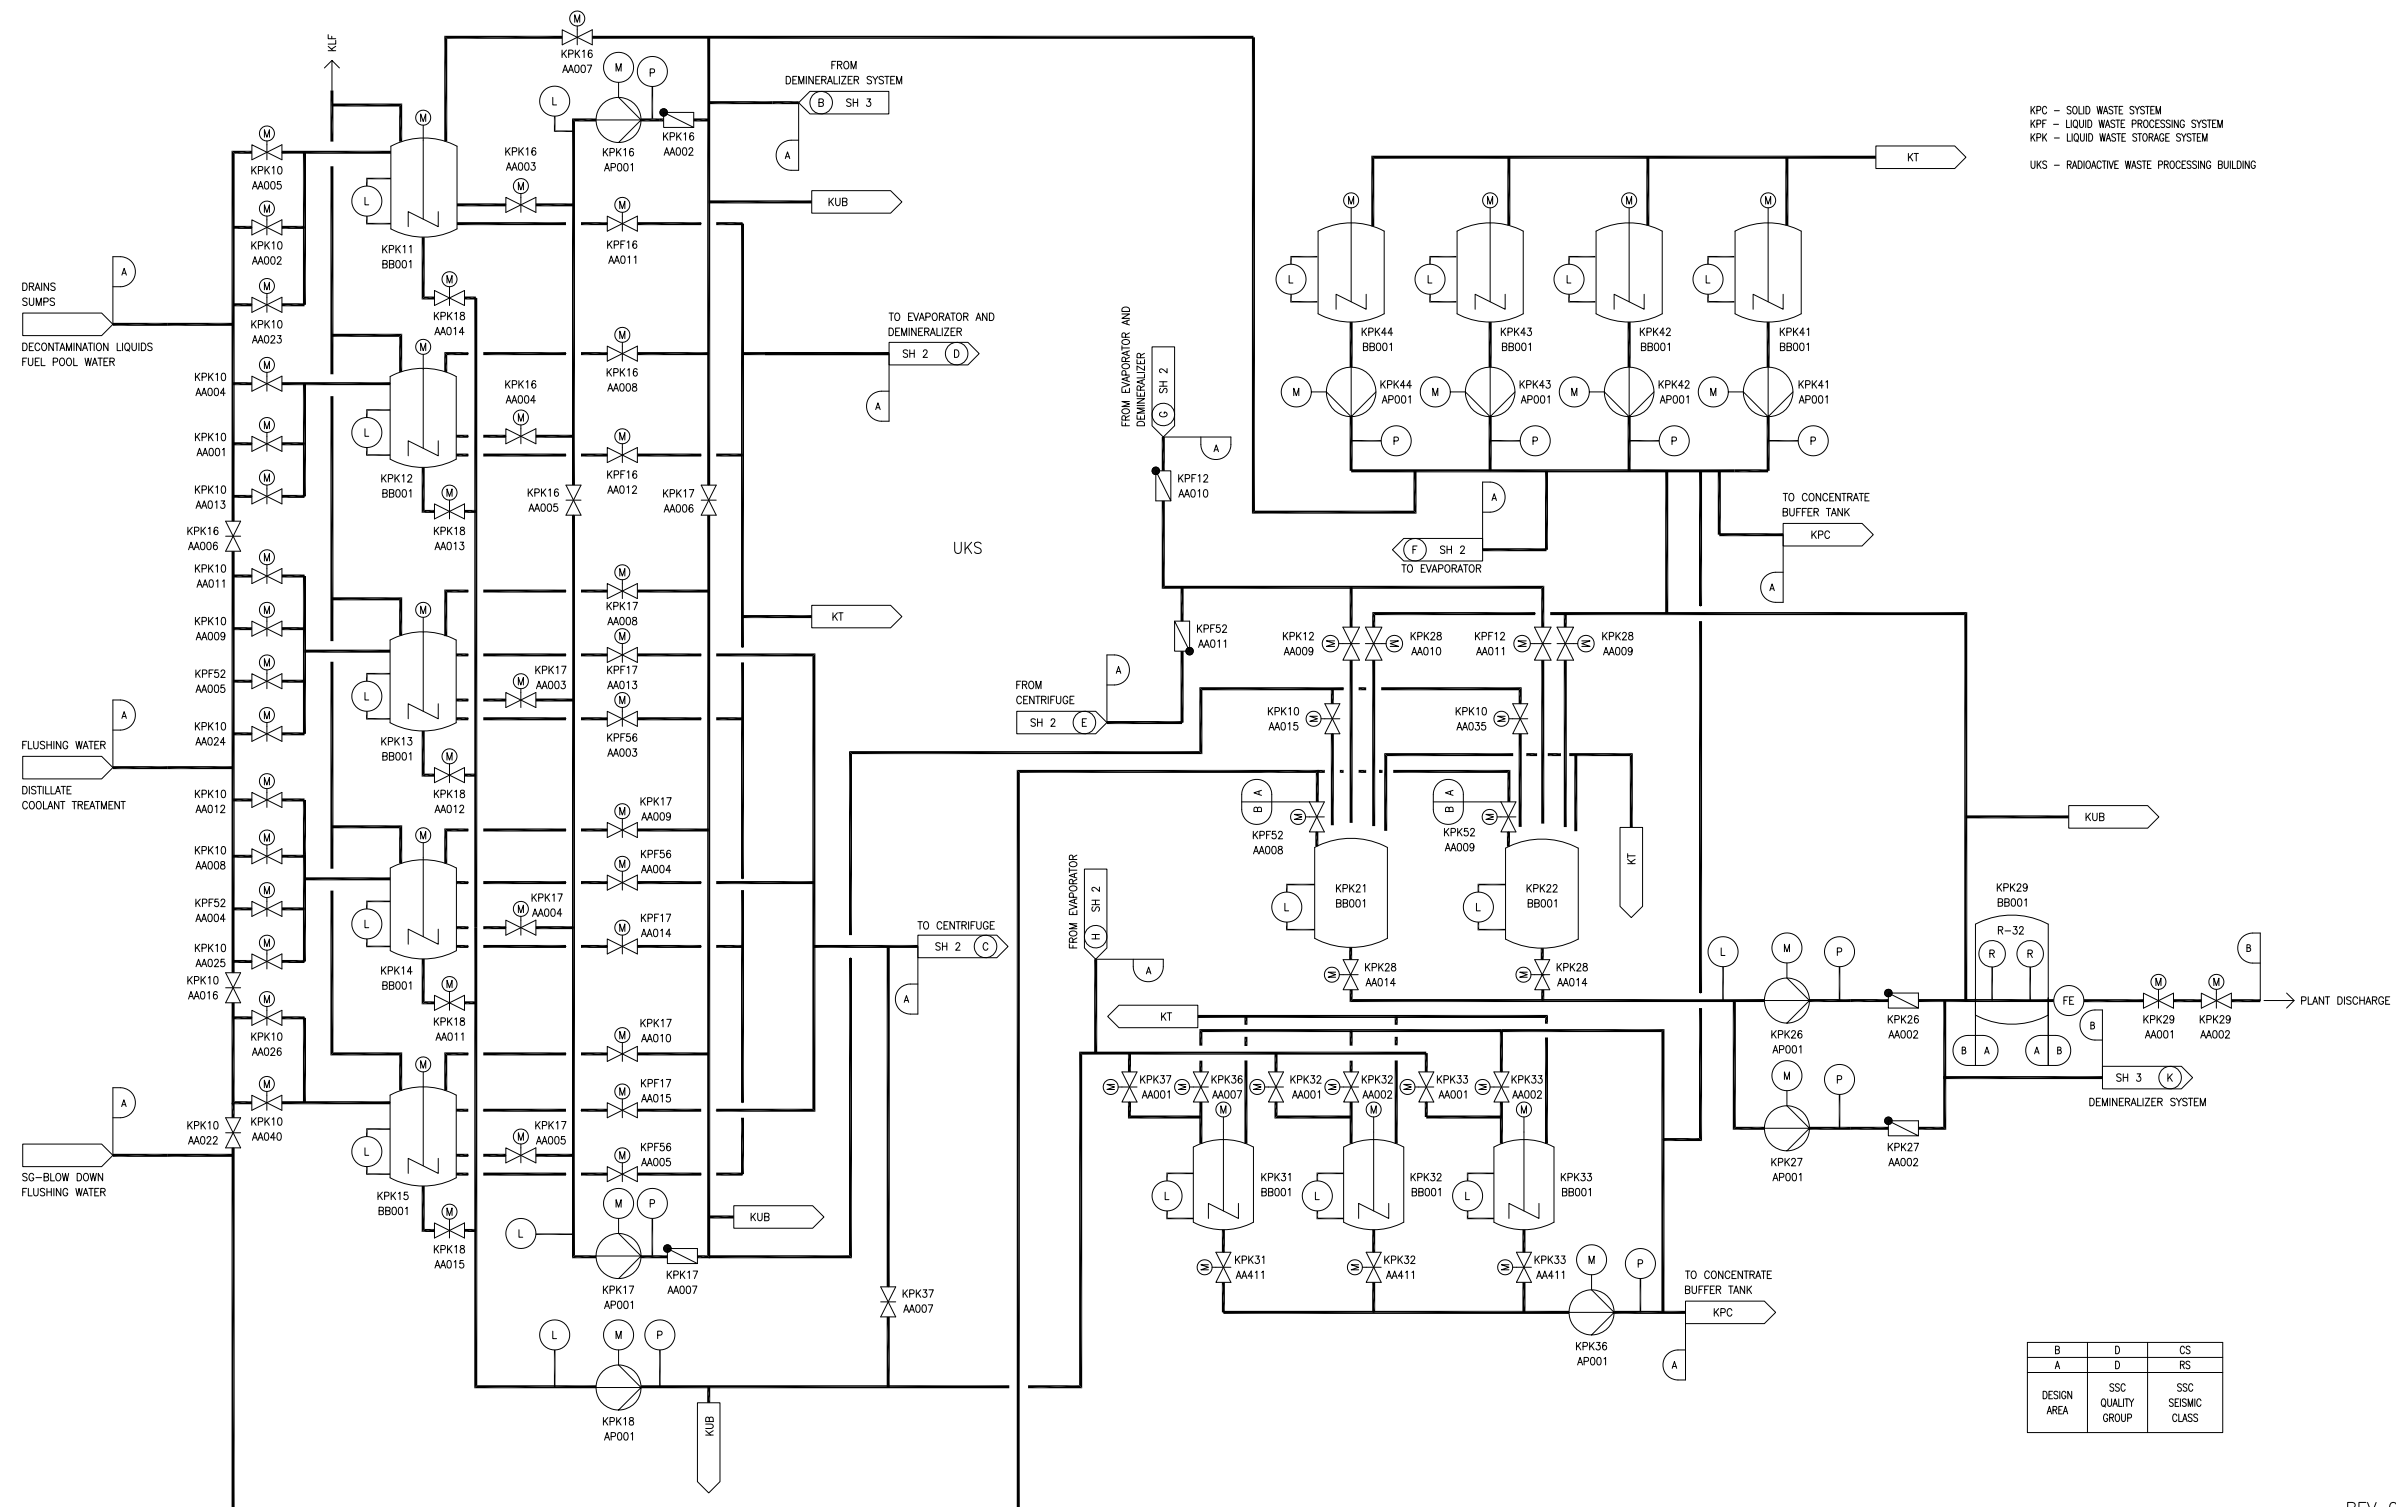 KLF
M
KPK16
AA007
M
P
L
KPK16
AP001
KPK16
AA002
FROM
DEMINERALIZER SYSTEM
B SH 3
A
KUB
M
KPK10
AA005
M
KPK10
AA002
M
KPK10
AA023
M
L
KPK11
BB001
KPK16
AA003
M
M
KPF16
AA011
M
KPK18
AA014
A
DRAINS
SUMPS
DECONTAMINATION LIQUIDS
FUEL POOL WATER
KPK10
AA004
M
KPK10
AA001
M
KPK10
AA013
M
KPK16
AA006
M
L
KPK12
BB001
KPK16
AA004
M
M
KPK16
AA008
M
KPF16
AA012
M
KPK18
AA013
KPK16
AA005
KPK17
AA006
TO EVAPORATOR AND
DEMINERALIZER
SH 2 D
A
UKS
KPK10
AA011
M
KPK10
AA009
M
KPF52
AA005
M
KPK10
AA024
M
M
L
KPK13
BB001
KPK17
AA003
M
M
KPK17
AA008
M
KPF17
AA013
M
KPF56
AA003
M
KPK18
AA012
KT
A
FLUSHING WATER
DISTILLATE
COOLANT TREATMENT
KPK10
AA012
M
KPK10
AA008
M
KPF52
AA004
M
KPK10
AA025
M
KPK10
AA016
M
L
KPK14
BB001
KPK17
AA004
M
KPK17
AA009
M
KPF56
AA004
M
KPF17
AA014
M
M
KPK18
AA011
TO CENTRIFUGE
SH 2 C
A
M
KPK10
AA026
M
KPK10
AA040
KPK10
AA022
A
SG-BLOW DOWN
FLUSHING WATER
M
L
KPK15
BB001
KPK17
AA010
M
KPF17
AA015
M
KPK17
AA005
M
KPF56
AA005
M
M
KPK18
AA015
KUB
L
M
P
KPK17
AP001
KPK17
AA007
KPK37
AA007
L
M
P
KPK18
AP001
KUB
KPC - SOLID WASTE SYSTEM
KPF - LIQUID WASTE PROCESSING SYSTEM
KPK - LIQUID WASTE STORAGE SYSTEM
UKS - RADIOACTIVE WASTE PROCESSING BUILDING
KT
M
M
M
M
L
L
L
L
KPK44
BB001
KPK43
BB001
KPK42
BB001
KPK41
BB001
M
KPK44
AP001
M
KPK43
AP001
M
KPK42
AP001
M
KPK41
AP001
P
P
P
P
A
F SH 2
TO EVAPORATOR
TO CONCENTRATE
BUFFER TANK
KPC
A
FROM EVAPORATOR AND
DEMINERALIZER
G SH 2
A
KPF12
AA010
KPF52
AA011
A
FROM
CENTRIFUGE
SH 2 E
KPK12
AA009
M
M
KPK28
AA010
KPF12
AA011
M
M
KPK28
AA009
KPK10
AA015
M
KPK10
AA035
M
A
B
M
KPF52
AA008
A
B
M
KPK52
AA009
KT
KPK21
BB001
L
KPK22
BB001
L
M
KPK28
AA014
M
KPK28
AA014
KUB
FROM EVAPORATOR
H SH 2
A
KT
L
M
P
KPK26
AP001
KPK26
AA002
M
P
KPK27
AP001
KPK27
AA002
KPK29
BB001
R-32
R
R
FE
B A
A B
M
KPK29
AA001
M
KPK29
AA002
B
PLANT DISCHARGE
B
SH 3 K
DEMINERALIZER SYSTEM
M
KPK37
AA001
M
KPK36
AA007
M
KPK32
AA001
M
KPK32
AA002
M
KPK33
AA001
M
KPK33
AA002
M
M
M
L
KPK31
BB001
L
KPK32
BB001
L
KPK33
BB001
M
KPK31
AA411
M
KPK32
AA411
M
KPK33
AA411
M
P
KPK36
AP001
TO CONCENTRATE
BUFFER TANK
KPC
A
B D CS
A D RS
DESIGN
AREA
SSC
QUALITY
GROUP
SSC
SEISMIC
CLASS